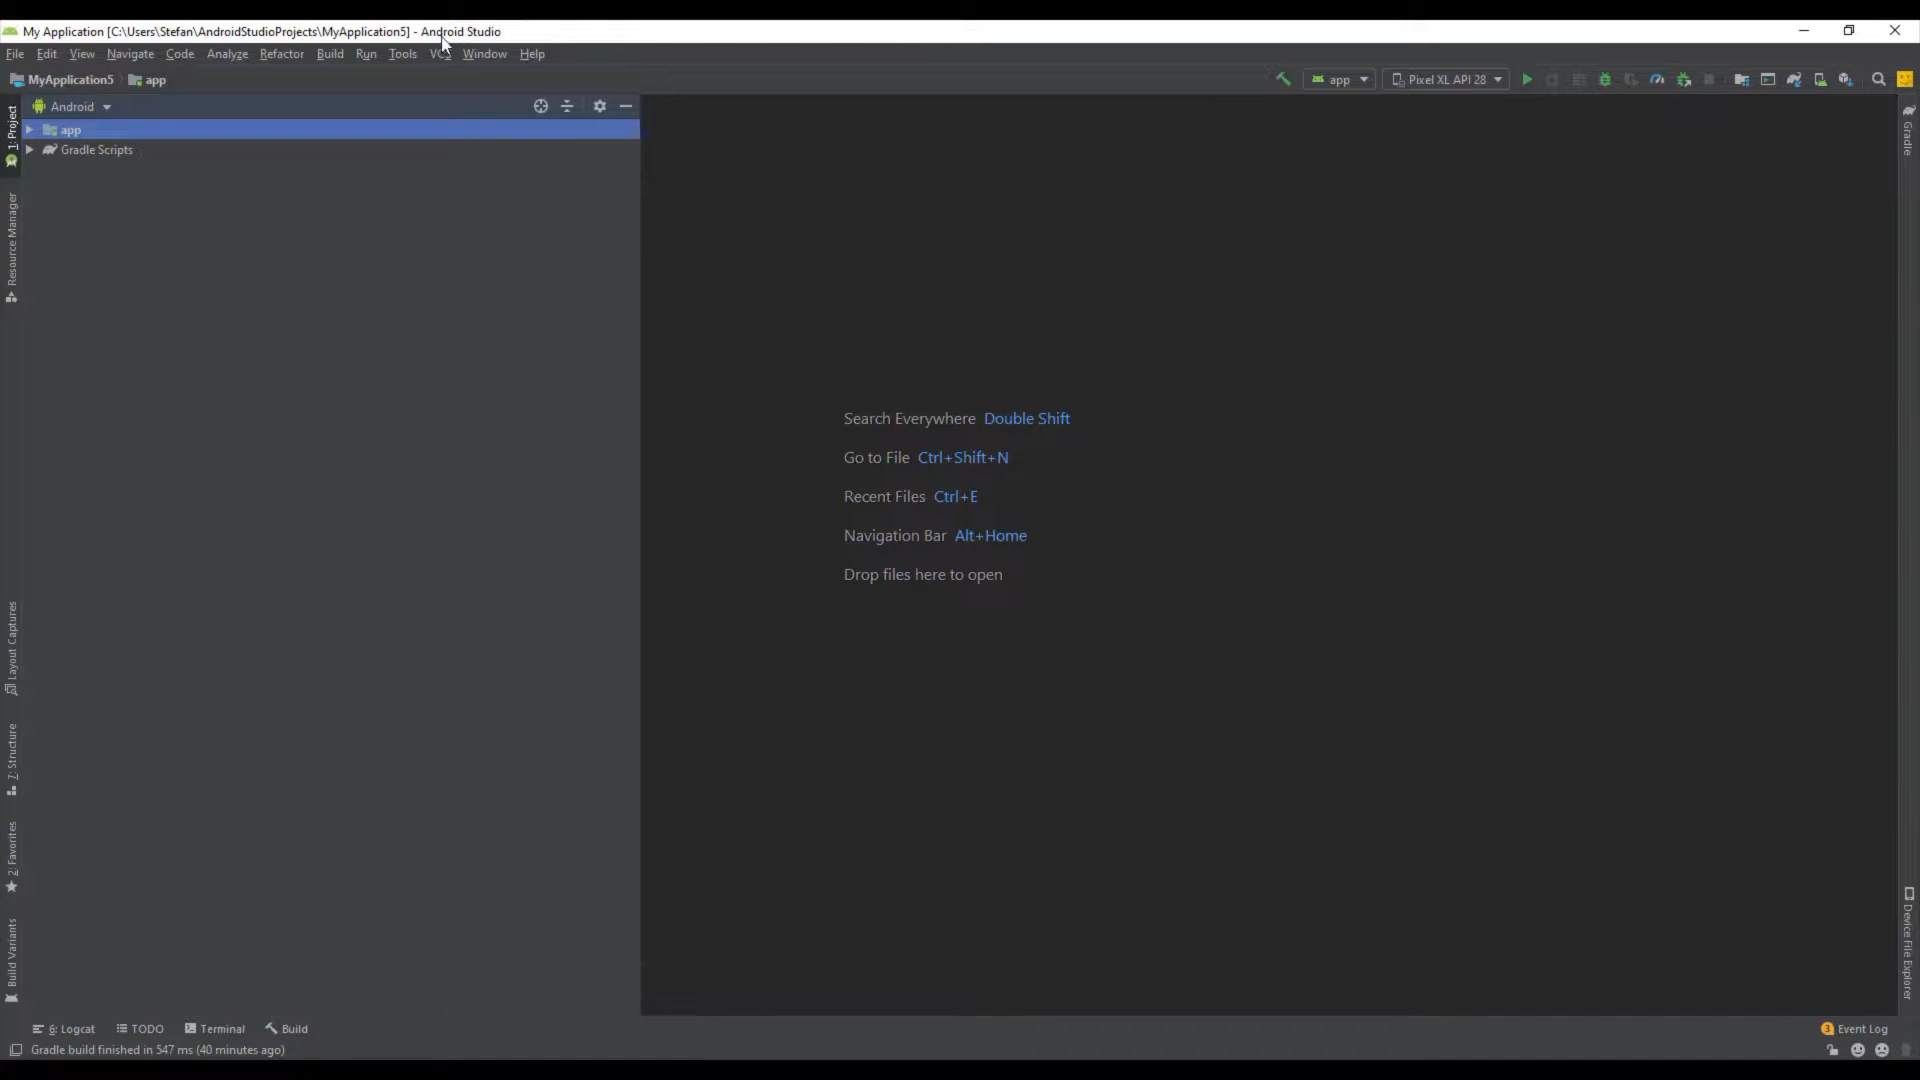 My Application [C:\Users\Stefan\AndroidStudioProjects\MyApplication5] - Android Studio
File Edit View Navigate Code Analyze Refactor Build Run Tools VCS Window Help
MyApplication5 app
app
Pixel XL API 28
Android
app
Gradle Scripts
1: Project
Resource Manager
Layout Captures
7: Structure
2: Favorites
Build Variants
Search Everywhere Double Shift
Go to File Ctrl+Shift+N
Recent Files Ctrl+E
Navigation Bar Alt+Home
Drop files here to open
Gradle
Device File Explorer
6: Logcat TODO Terminal Build
3 Event Log
Gradle build finished in 547 ms (40 minutes ago)